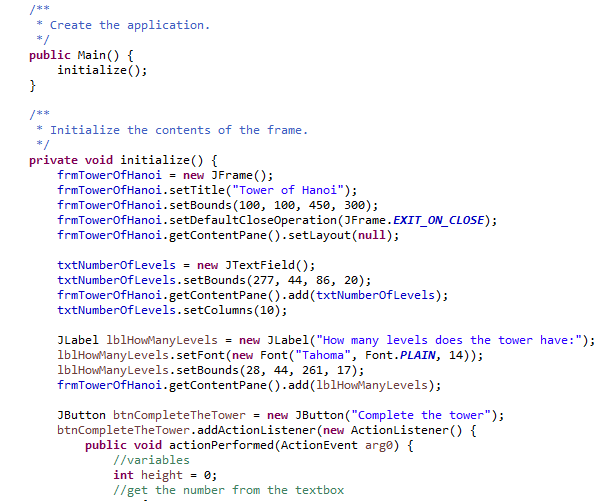 /**
 * Create the application.
 */
public Main() {
    initialize();
}

/**
 * Initialize the contents of the frame.
 */
private void initialize() {
    frmTowerOfHanoi = new JFrame();
    frmTowerOfHanoi.setTitle("Tower of Hanoi");
    frmTowerOfHanoi.setBounds(100, 100, 450, 300);
    frmTowerOfHanoi.setDefaultCloseOperation(JFrame.EXIT_ON_CLOSE);
    frmTowerOfHanoi.getContentPane().setLayout(null);

    txtNumberOfLevels = new JTextField();
    txtNumberOfLevels.setBounds(277, 44, 86, 20);
    frmTowerOfHanoi.getContentPane().add(txtNumberOfLevels);
    txtNumberOfLevels.setColumns(10);

    JLabel lblHowManyLevels = new JLabel("How many levels does the tower have:");
    lblHowManyLevels.setFont(new Font("Tahoma", Font.PLAIN, 14));
    lblHowManyLevels.setBounds(28, 44, 261, 17);
    frmTowerOfHanoi.getContentPane().add(lblHowManyLevels);

    JButton btnCompleteTheTower = new JButton("Complete the tower");
    btnCompleteTheTower.addActionListener(new ActionListener() {
        public void actionPerformed(ActionEvent arg0) {
            //variables
            int height = 0;
            //get the number from the textbox